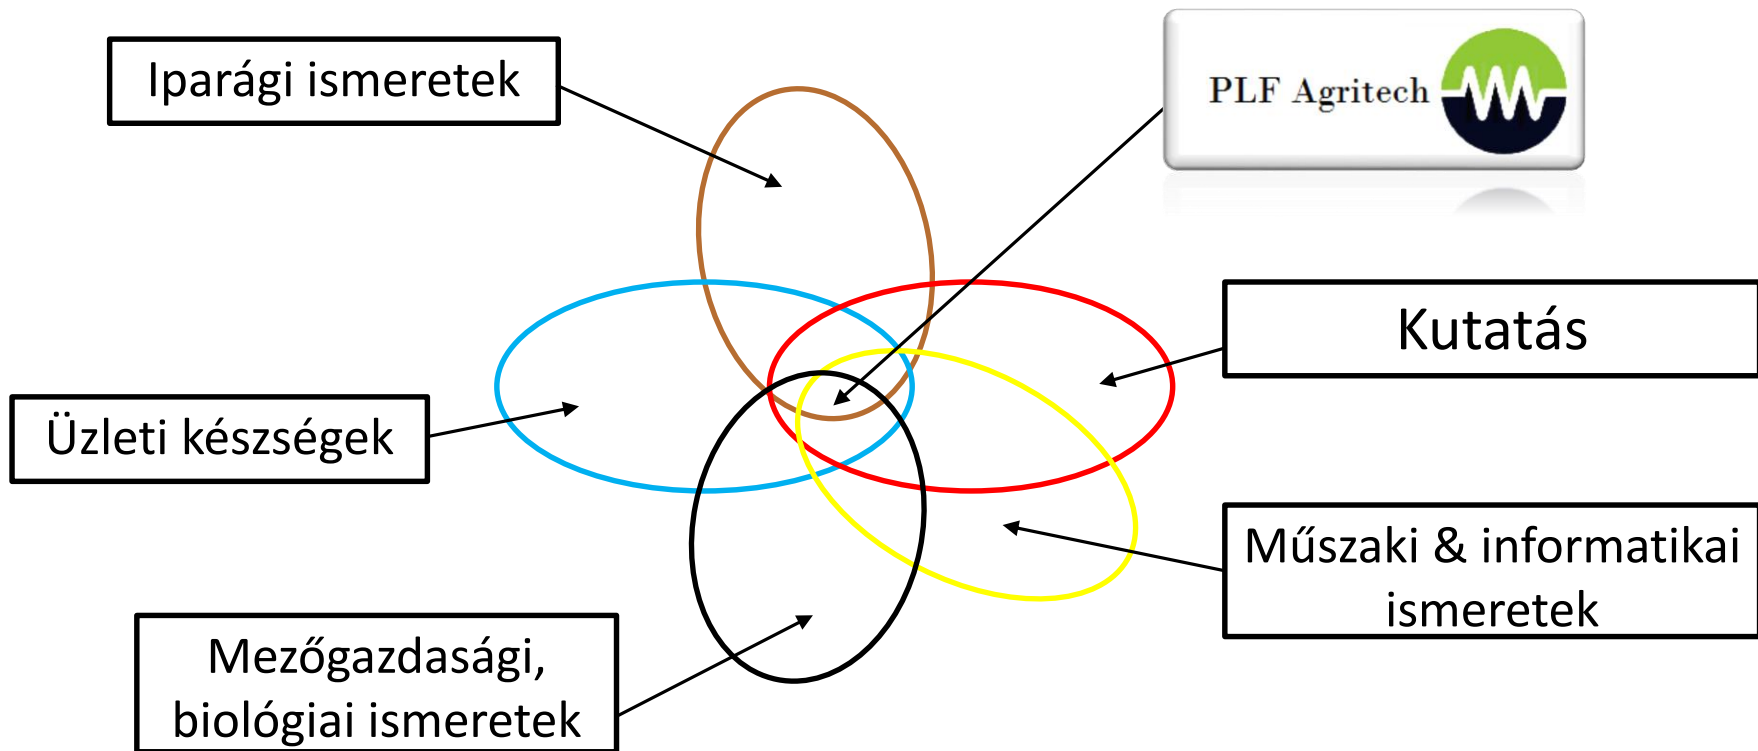 Iparági ismeretek
PLF Agritech
Kutatás
Üzleti készségek
Műszaki & informatikai
ismeretek
Mezőgazdasági,
biológiai ismeretek